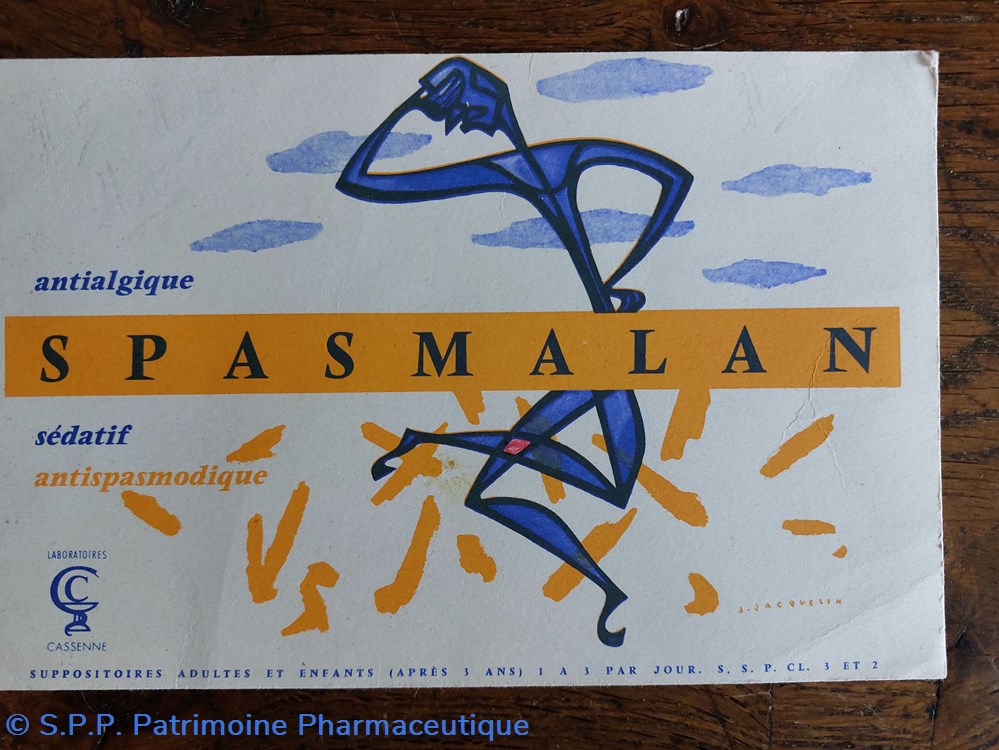 antialgique
SPASMALAN
sédatif
antispasmodique
LABORATOIRES
CASSENNE
J. JACQUELIN
SUPPOSITOIRES ADULTES ET ENFANTS (APRÈS 3 ANS) 1 A 3 PAR JOUR. S. S. P. CL. 3 ET 2
© S.P.P. Patrimoine Pharmaceutique